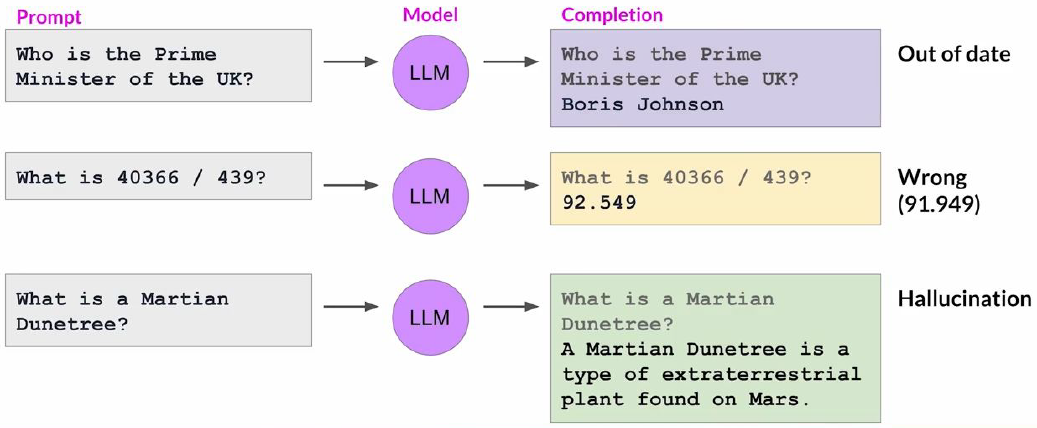 Prompt
Model
Completion
Who is the Prime
Minister of the UK?
LLM
Who is the Prime
Minister of the UK?
Boris Johnson
Out of date
What is 40366 / 439?
LLM
What is 40366 / 439?
92.549
Wrong
(91.949)
What is a Martian
Dunetree?
LLM
What is a Martian
Dunetree?
A Martian Dunetree is a
type of extraterrestrial
plant found on Mars.
Hallucination